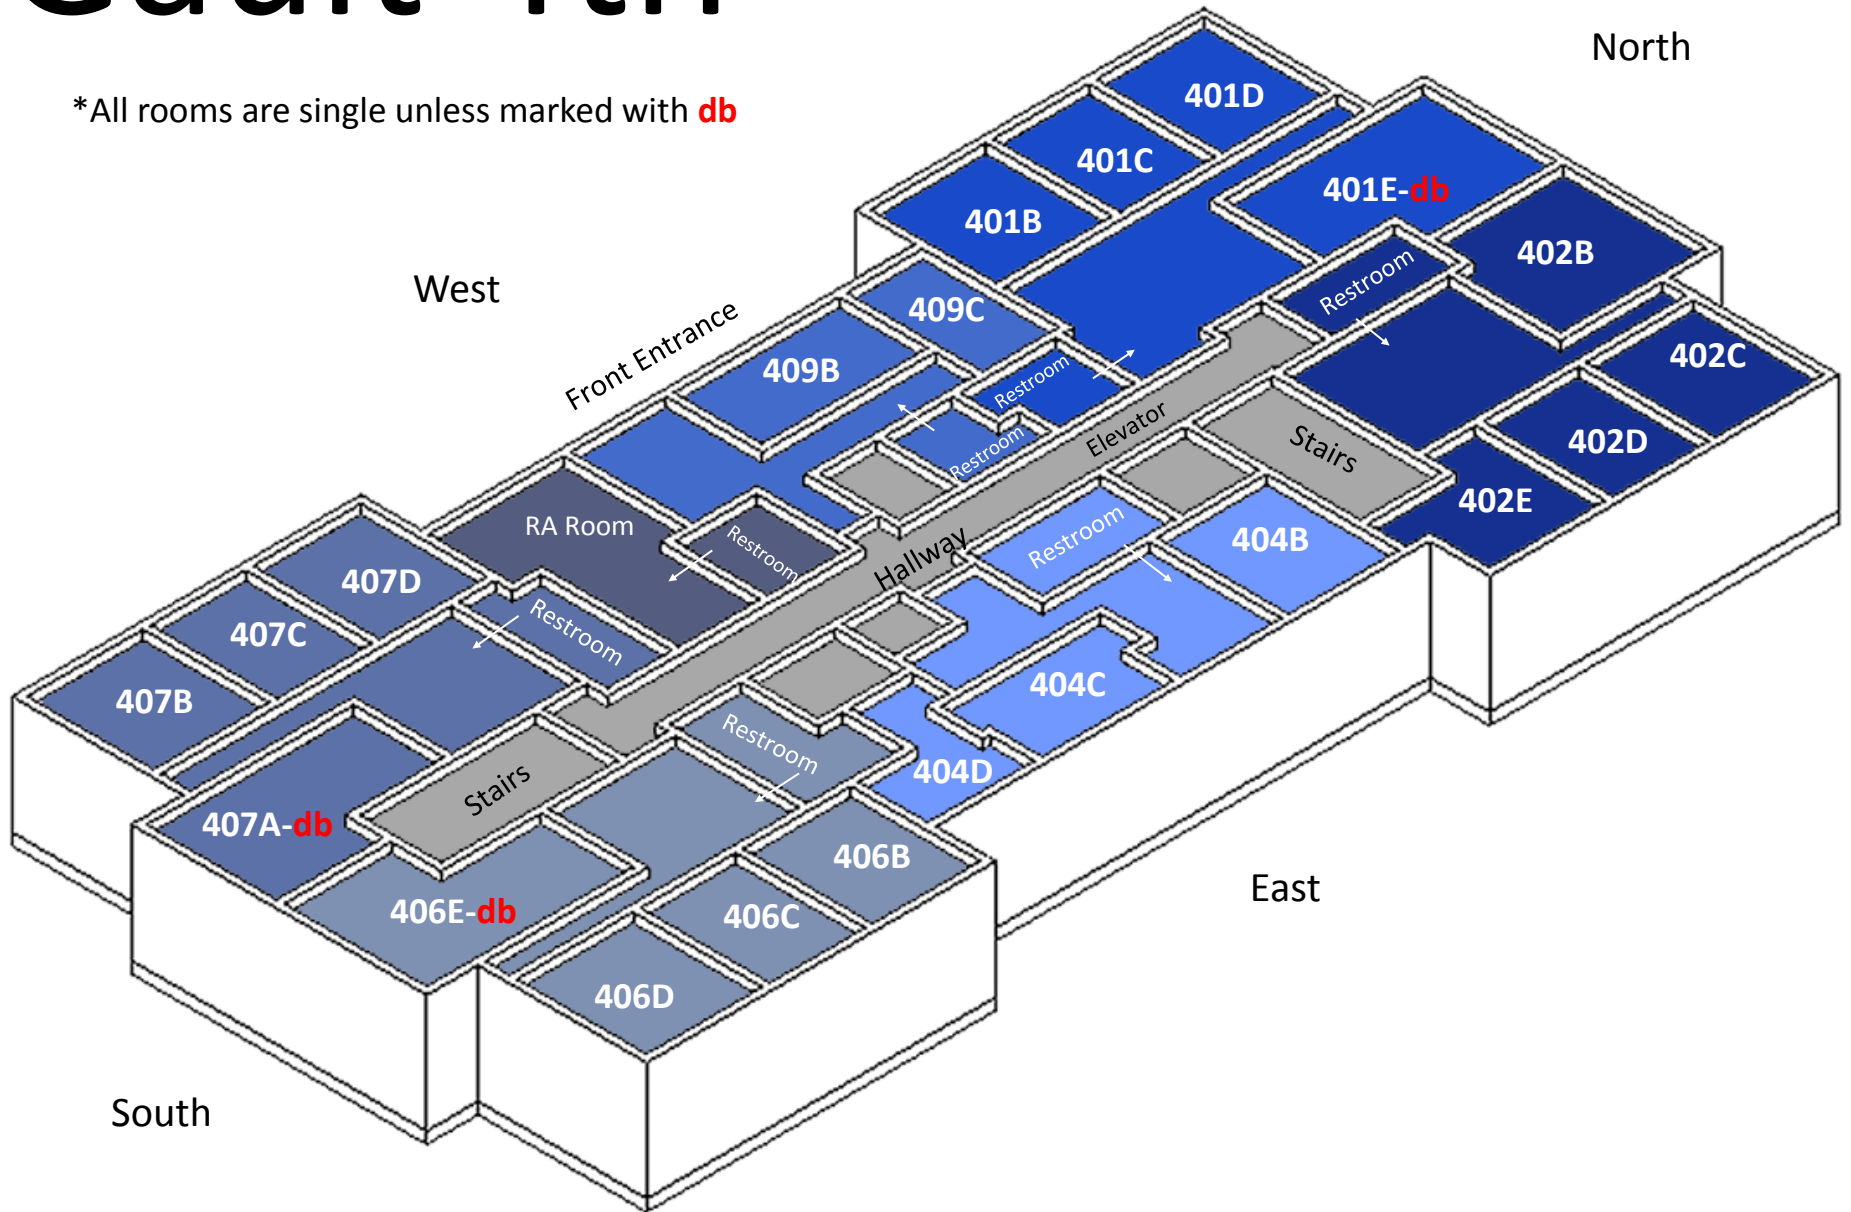 North
*All rooms are single unless marked with db
401D
401C
401E-db
401B
402B
West
Restroom
409C
Front Entrance
402C
409B
Restroom
Elevator
402D
Restroom
Stairs
402E
RA Room
Restroom
Hallway
Restroom
404B
407D
407C
Restroom
404C
407B
Restroom
404D
Stairs
407A-db
406B
406E-db
406C
East
406D
South